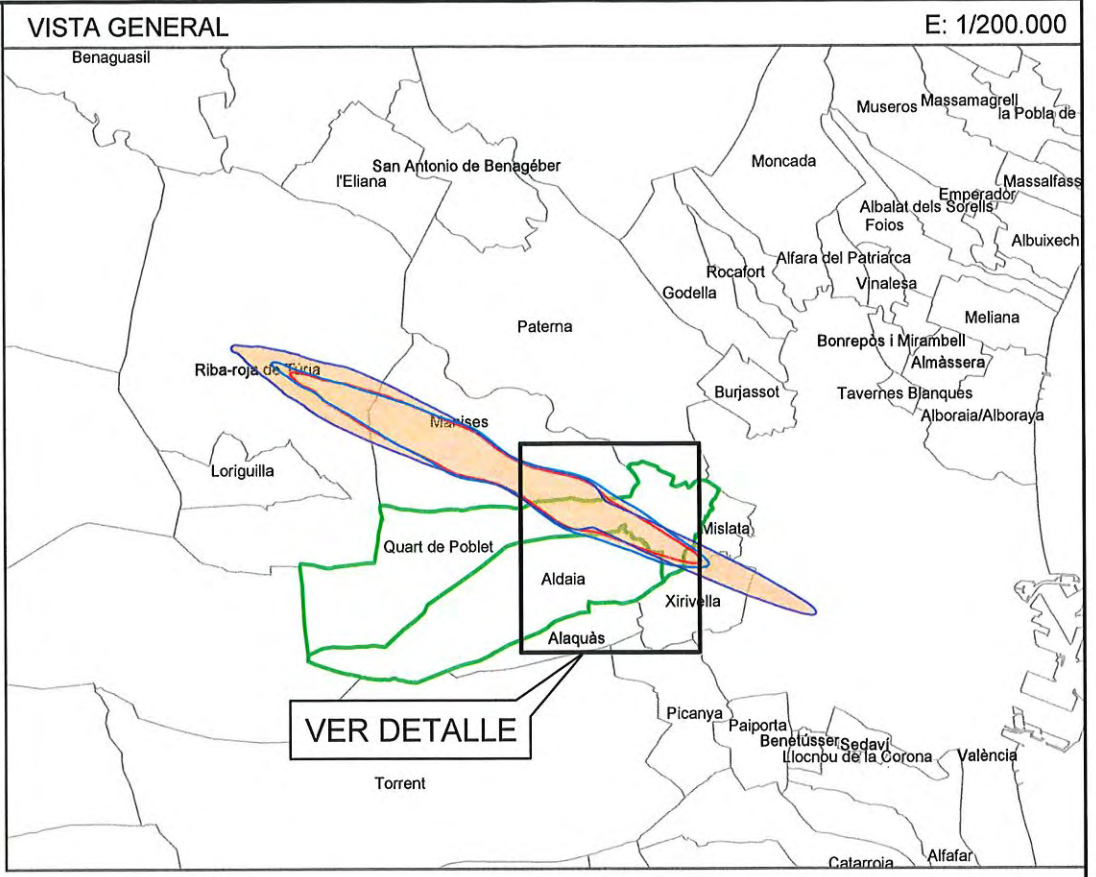 VISTA GENERAL
E: 1/200.000
Benaguasil
Museros
Massamagrell
la Pobla de
San Antonio de Benagéber
Moncada
l'Eliana
Massalfass
Emperador
Albalat dels Sorells
Foios
Albuixech
Alfara del Patriarca
Rocafort
Vinalesa
Godella
Meliana
Paterna
Bonrepòs i Mirambell
Almàssera
Riba-roja de Túria
Burjassot
Tavernes Blanques
Alboraia/Alboraya
Manises
Loriguilla
Mislata
Quart de Poblet
Aldaia
Xirivella
Alaquàs
Picanya
Paiporta
VER DETALLE
Benetússer
Sedaví
Llocnou de la Corona
València
Torrent
Alfafar
Catarroja